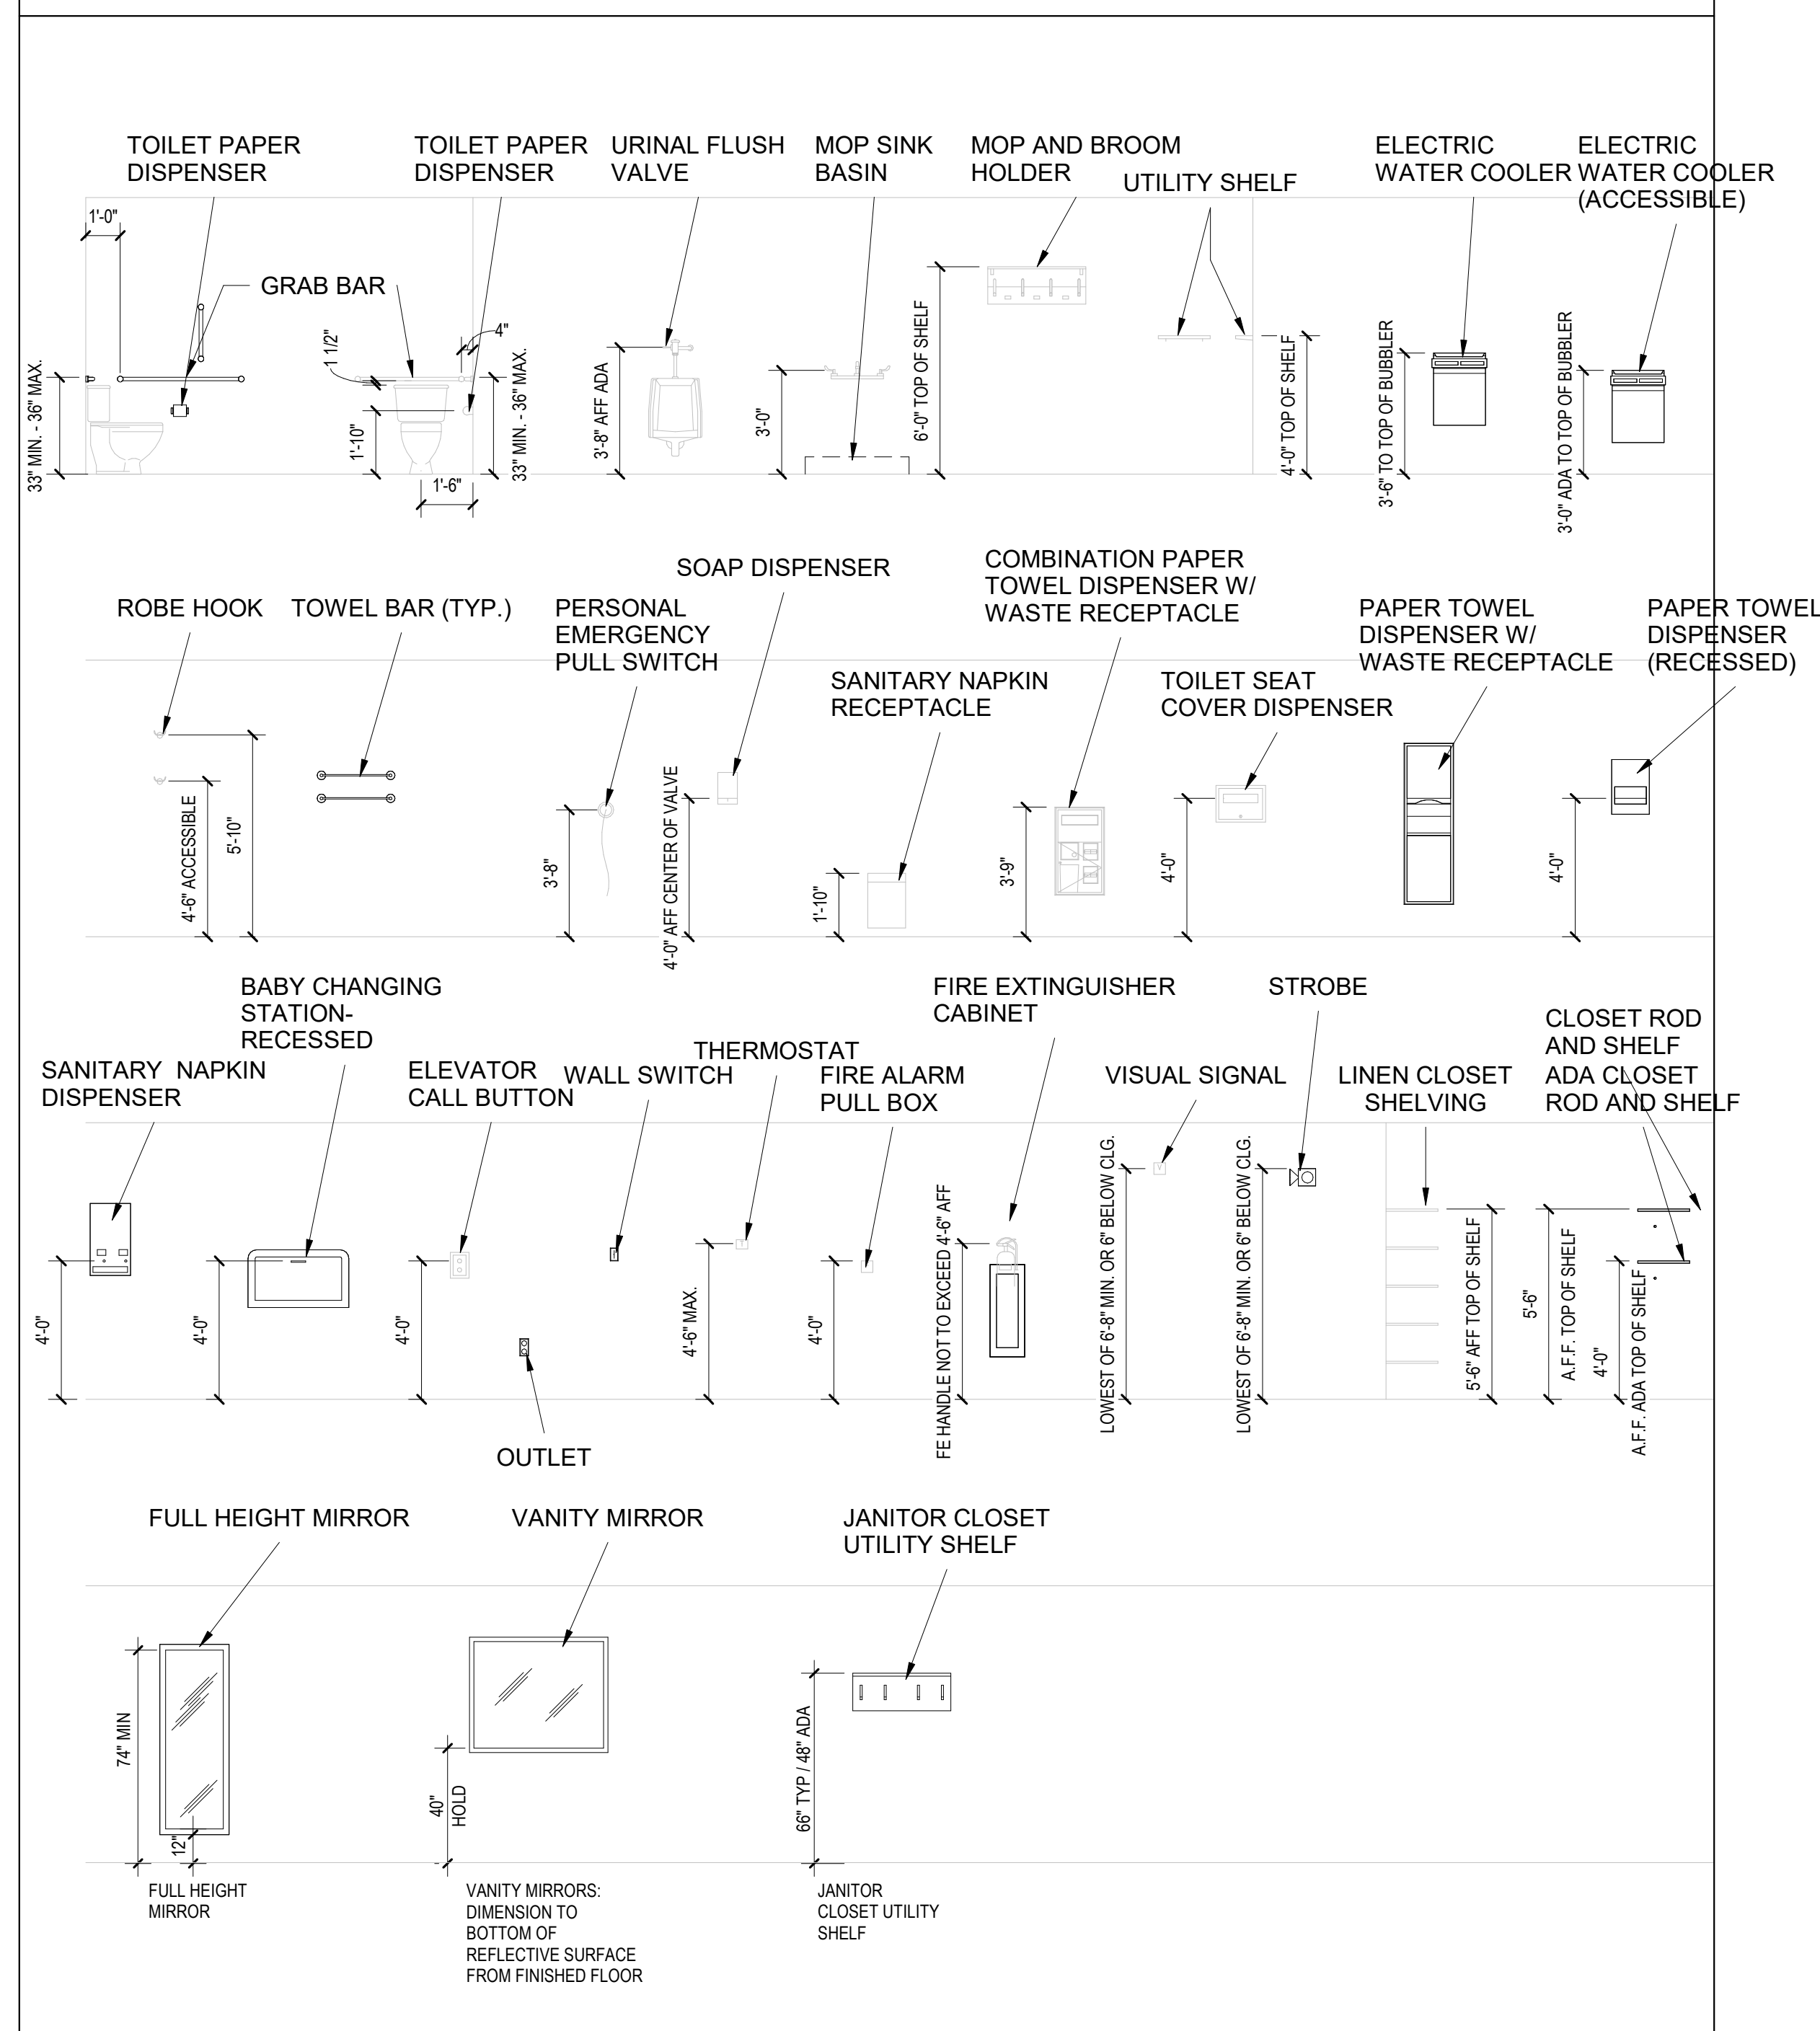 TOILET PAPER
DISPENSER
TOILET PAPER
DISPENSER
URINAL FLUSH
VALVE
MOP SINK
BASIN
MOP AND BROOM
HOLDER
UTILITY SHELF
ELECTRIC
WATER COOLER
ELECTRIC
WATER COOLER
(ACCESSIBLE)
1'-0"
GRAB BAR
4"
1 1/2"
33" MIN. - 36" MAX.
1'-10"
1'-6"
33" MIN. - 36" MAX.
3'-8" AFF ADA
3'-0"
6'-0" TOP OF SHELF
4'-0" TOP OF SHELF
3'-6" TO TOP OF BUBBLER
3'-0" ADA TO TOP OF BUBBLER
ROBE HOOK
TOWEL BAR (TYP.)
PERSONAL
EMERGENCY
PULL SWITCH
SOAP DISPENSER
SANITARY NAPKIN
RECEPTACLE
COMBINATION PAPER
TOWEL DISPENSER W/
WASTE RECEPTACLE
TOILET SEAT
COVER DISPENSER
PAPER TOWEL
DISPENSER W/
WASTE RECEPTACLE
PAPER TOWEL
DISPENSER
(RECESSED)
4'-6" ACCESSIBLE
5'-10"
3'-8"
4'-0" AFF CENTER OF VALVE
1'-10"
3'-9"
4'-0"
4'-0"
SANITARY NAPKIN
DISPENSER
BABY CHANGING
STATION-
RECESSED
ELEVATOR
CALL BUTTON
WALL SWITCH
THERMOSTAT
FIRE ALARM
PULL BOX
FIRE EXTINGUISHER
CABINET
VISUAL SIGNAL
STROBE
LINEN CLOSET
SHELVING
CLOSET ROD
AND SHELF
ADA CLOSET
ROD AND SHELF
4'-0"
4'-0"
4'-0"
OUTLET
4'-6" MAX.
4'-0"
FE HANDLE NOT TO EXCEED 4'-6" AFF
LOWEST OF 6'-8" MIN. OR 6" BELOW CLG.
LOWEST OF 6'-8" MIN. OR 6" BELOW CLG.
5'-6" AFF TOP OF SHELF
5'-6"
A.F.F. TOP OF SHELF
4'-0"
A.F.F. ADA TOP OF SHELF
FULL HEIGHT MIRROR
VANITY MIRROR
JANITOR CLOSET
UTILITY SHELF
74" MIN
12"
40"
HOLD
66" TYP / 48" ADA
FULL HEIGHT
MIRROR
VANITY MIRRORS:
DIMENSION TO
BOTTOM OF
REFLECTIVE SURFACE
FROM FINISHED FLOOR
JANITOR
CLOSET UTILITY
SHELF